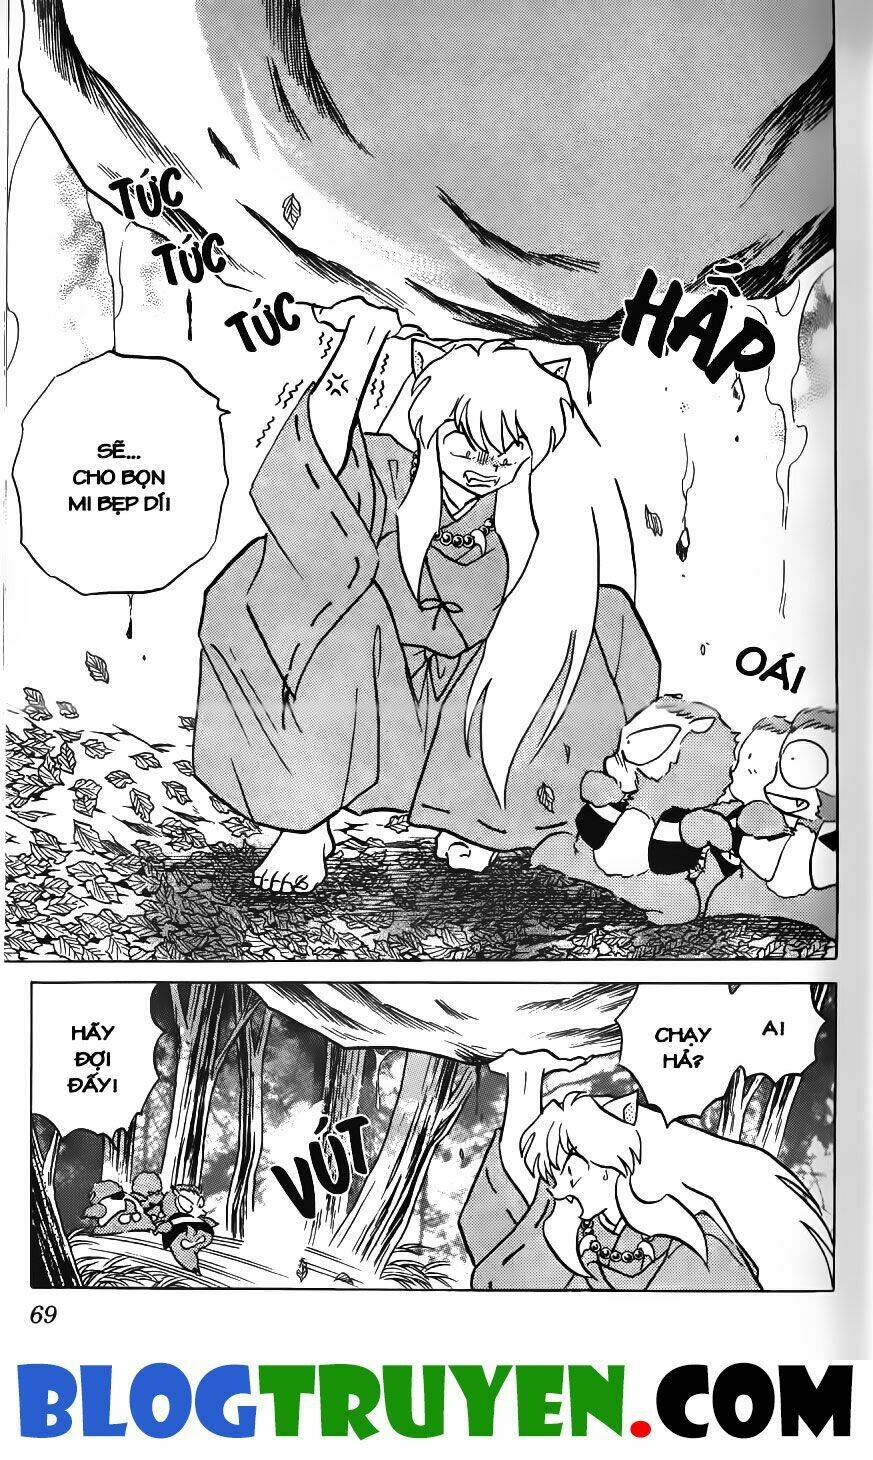 TỨC
TỨC
TỨC
HẤP
SẼ...
CHO BỌN
MI BẸP DÍ!
OÁI
HÃY
ĐỢI
ĐẤY!
VÚT
CHẠY
HẢ?
AI
69
BLOGTRUYEN.COM